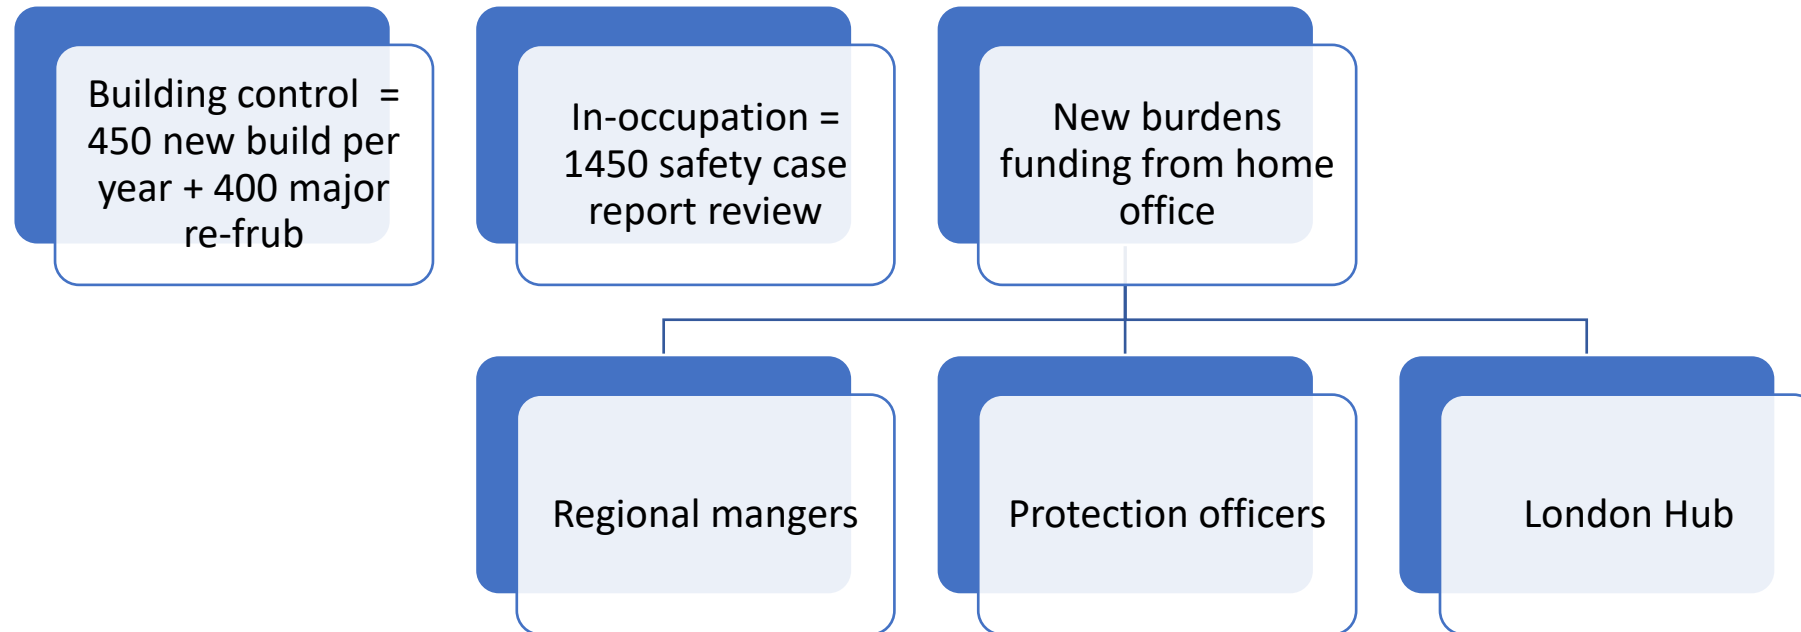 Building control  =
450 new build per
year + 400 major
re-frub
In-occupation =
1450 safety case
report review
New burdens
funding from home
office
Regional mangers
Protection officers
London Hub